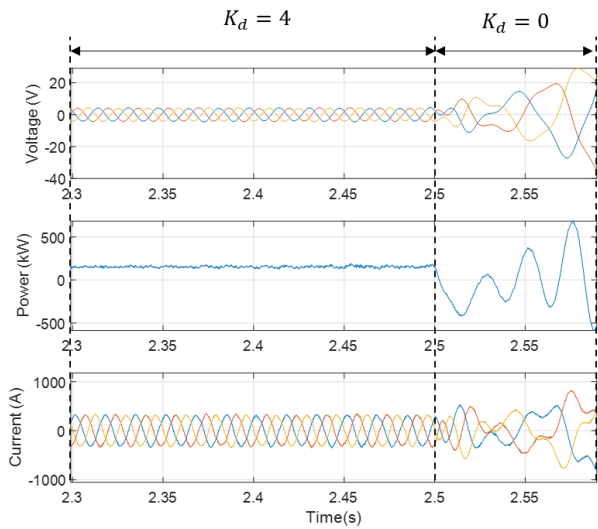 K_d = 4 K_d = 0
Voltage (V)
20
0
-20
-40
2.3 2.35 2.4 2.45 2.5 2.55
Power (kW)
500
0
-500
2.3 2.35 2.4 2.45 2.5 2.55
Current (A)
1000
0
-1000
2.3 2.35 2.4 2.45 2.5 2.55
Time(s)